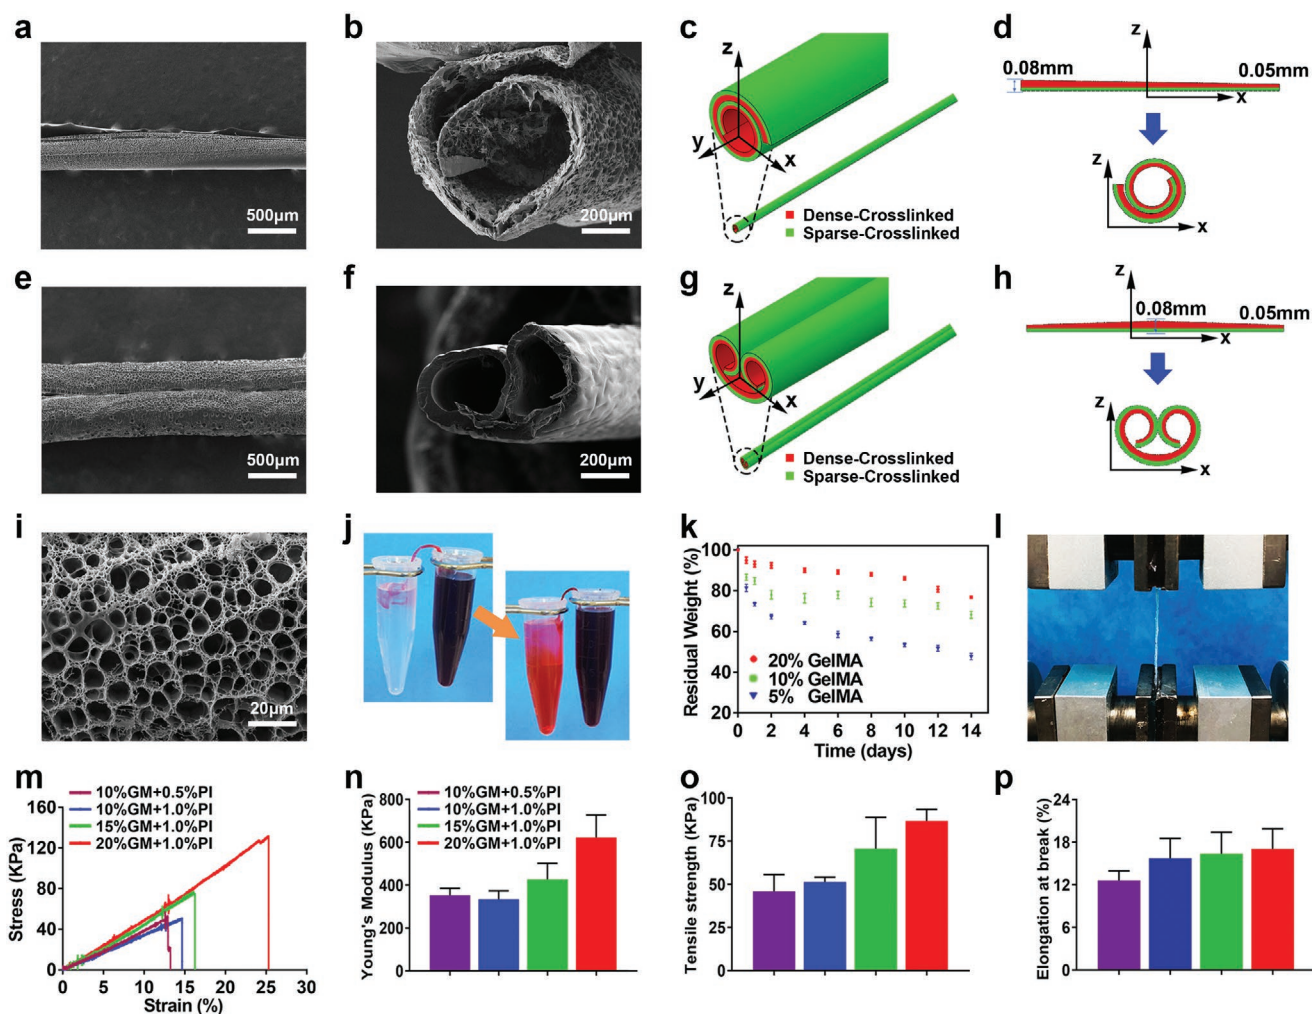 a
500μm
b
200μm
c
z
y
x
Dense-Crosslinked
Sparse-Crosslinked
d
z
0.08mm
0.05mm
x
z
x
e
500μm
f
200μm
g
z
y
x
Dense-Crosslinked
Sparse-Crosslinked
h
z
0.08mm
0.05mm
x
z
x
i
20μm
j
k
Residual Weight (%)
100
80
60
40
20
20% GelMA
10% GelMA
5% GelMA
0 2 4 6 8 10 12 14
Time (days)
l
m
10%GM+0.5%PI
10%GM+1.0%PI
15%GM+1.0%PI
20%GM+1.0%PI
Stress (KPa)
160
120
80
40
0
0 5 10 15 20 25 30
Strain (%)
n
10%GM+0.5%PI
10%GM+1.0%PI
15%GM+1.0%PI
20%GM+1.0%PI
Young's Modulus (KPa)
800
600
400
200
0
o
Tensile strength (KPa)
100
75
50
25
0
p
Elongation at break (%)
24
18
12
6
0